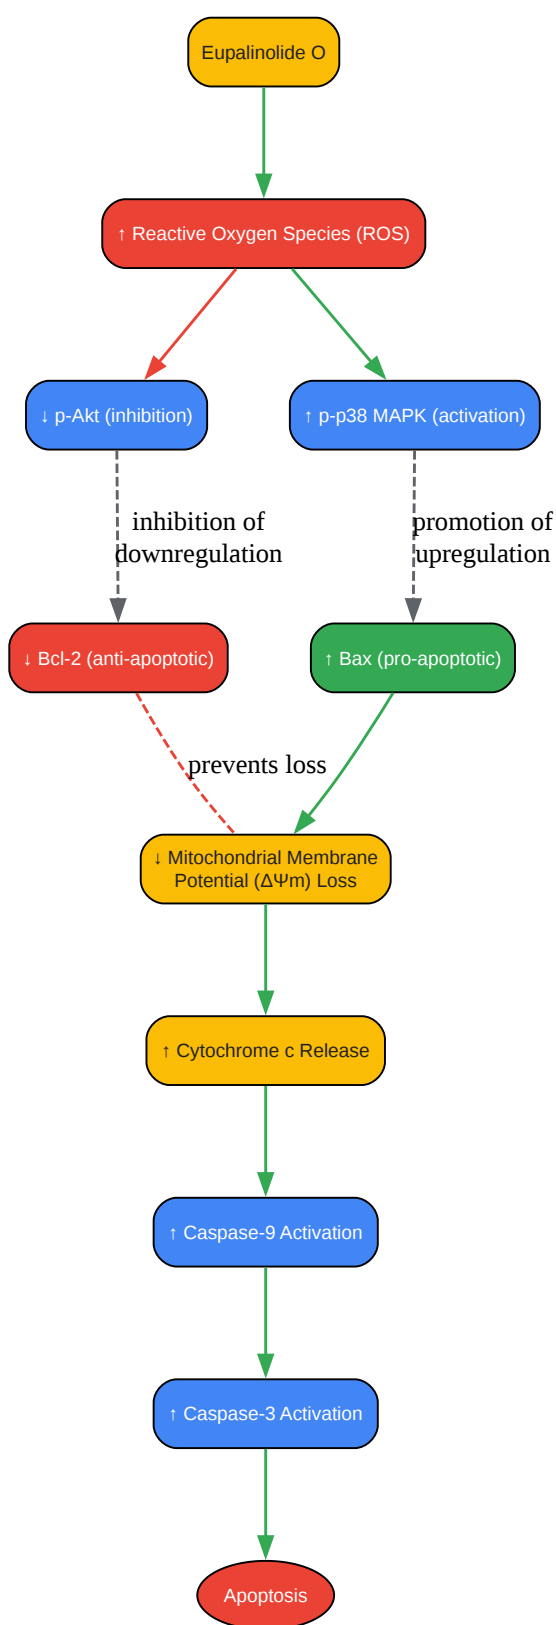 Eupalinolide O
↑ Reactive Oxygen Species (ROS)
↓ p-Akt (inhibition)
↑ p-p38 MAPK (activation)
inhibition of
downregulation
promotion of
upregulation
↓ Bcl-2 (anti-apoptotic)
↑ Bax (pro-apoptotic)
prevents loss
↓ Mitochondrial Membrane
Potential (ΔΨm) Loss
↑ Cytochrome c Release
↑ Caspase-9 Activation
↑ Caspase-3 Activation
Apoptosis